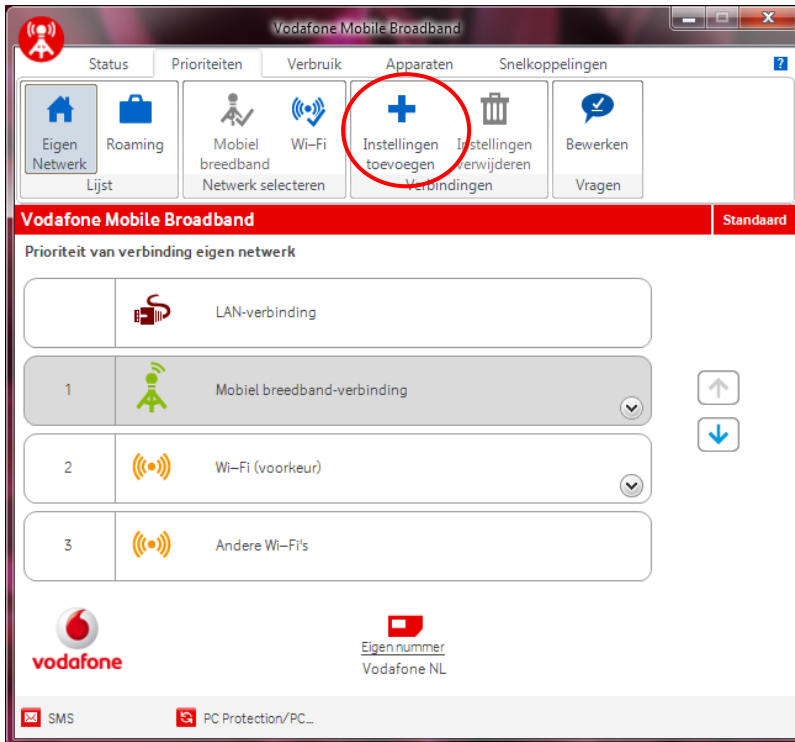 Vodafone Mobile Broadband
Status Prioriteiten Verbruik Apparaten Snelkoppelingen ?
Eigen Roaming Mobiel Wi–Fi Instellingen Instellingen Bewerken
Netwerk breedband toevoegen verwijderen
Lijst Netwerk selecteren Verbindingen Vragen
Vodafone Mobile Broadband Standaard
Prioriteit van verbinding eigen netwerk
LAN-verbinding
1 Mobiel breedband-verbinding
2 Wi–Fi (voorkeur)
3 Andere Wi–Fi's
vodafone
Eigen nummer
Vodafone NL
SMS PC Protection/PC...